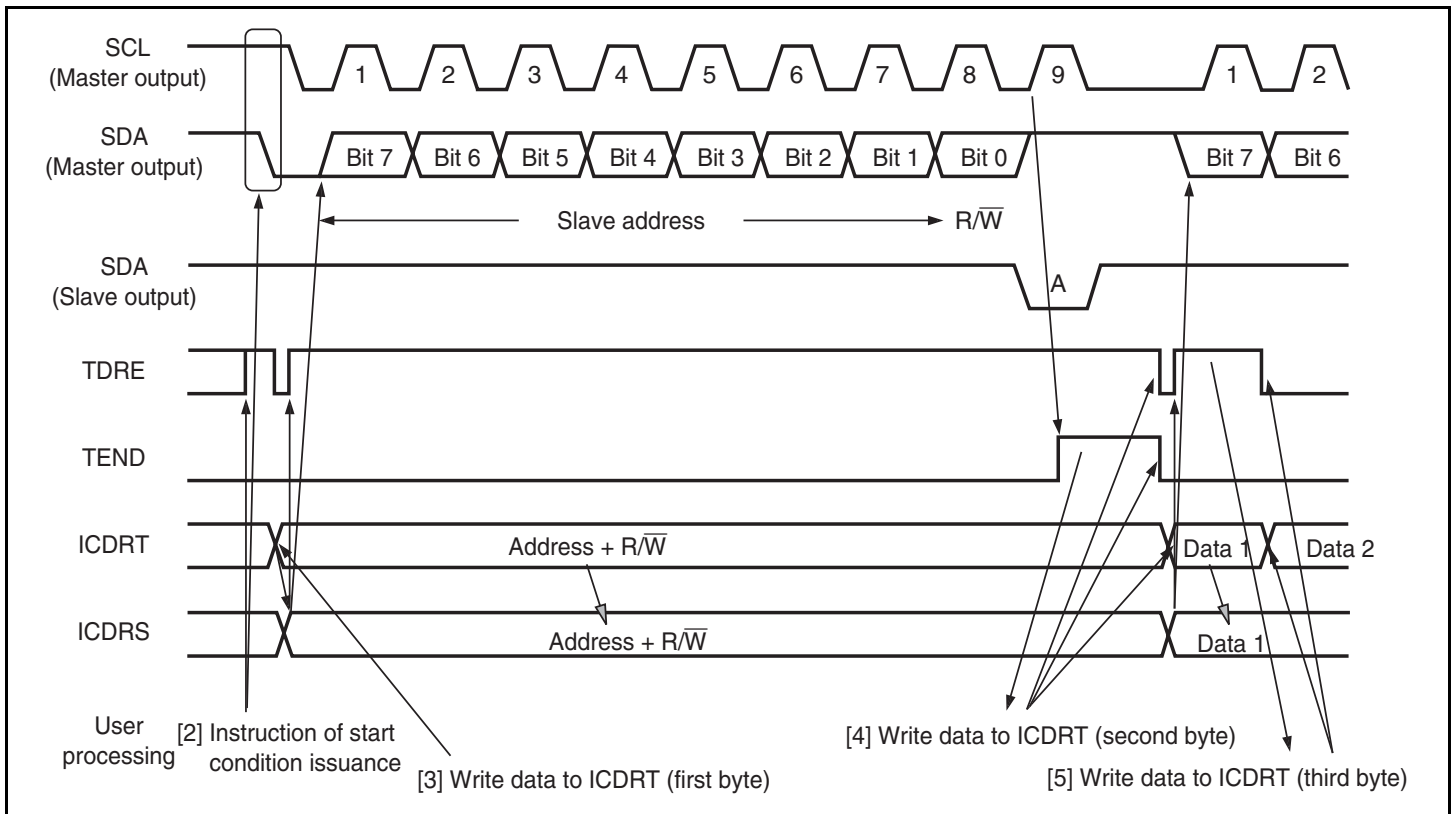 SCL
(Master output)
1 2 3 4 5 6 7 8 9 1 2
SDA
(Master output)
Bit 7 Bit 6 Bit 5 Bit 4 Bit 3 Bit 2 Bit 1 Bit 0 Bit 7 Bit 6
Slave address R/W̅
SDA
(Slave output)
A
TDRE
TEND
ICDRT
Address + R/W̅ Data 1 Data 2
ICDRS
Address + R/W̅ Data 1
User
processing
[2] Instruction of start
condition issuance
[3] Write data to ICDRT (first byte)
[4] Write data to ICDRT (second byte)
[5] Write data to ICDRT (third byte)